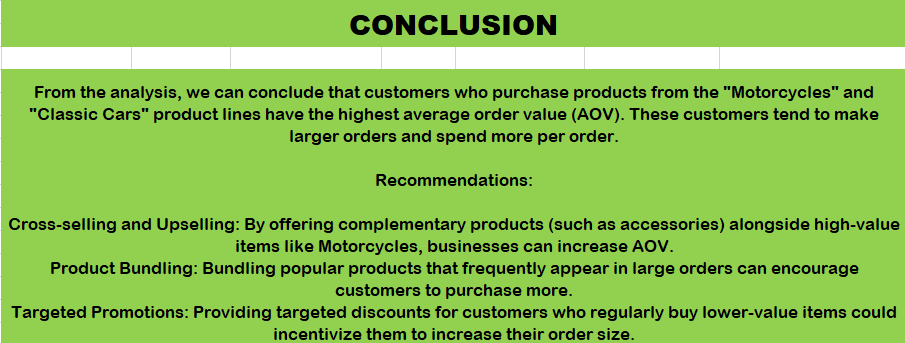 CONCLUSION
From the analysis, we can conclude that customers who purchase products from the "Motorcycles" and
"Classic Cars" product lines have the highest average order value (AOV). These customers tend to make
larger orders and spend more per order.
Recommendations:
Cross-selling and Upselling: By offering complementary products (such as accessories) alongside high-value
items like Motorcycles, businesses can increase AOV.
Product Bundling: Bundling popular products that frequently appear in large orders can encourage
customers to purchase more.
Targeted Promotions: Providing targeted discounts for customers who regularly buy lower-value items could
incentivize them to increase their order size.